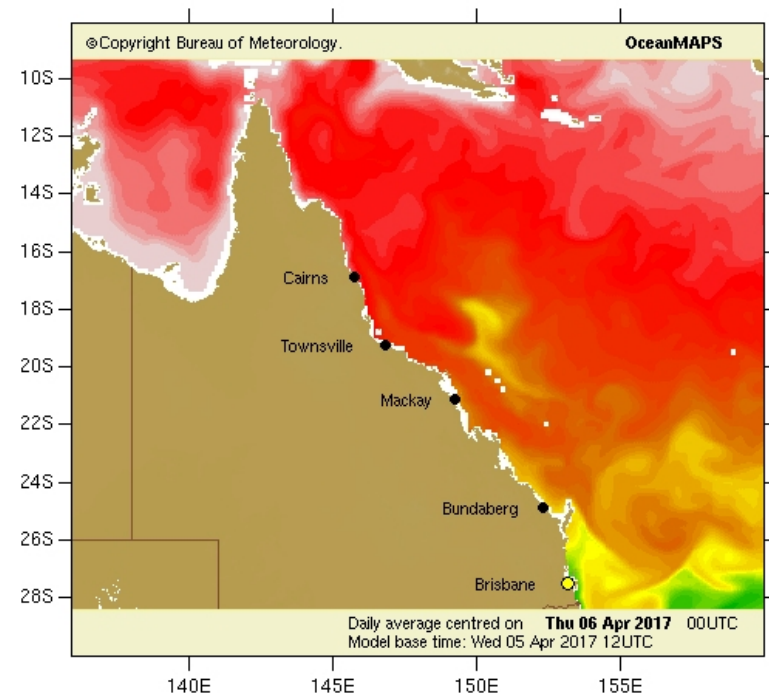 ©Copyright Bureau of Meteorology. OceanMAPS
10S
12S
14S
16S
Cairns
18S
Townsville
20S
Mackay
22S
24S
Bundaberg
26S
Brisbane
28S
Daily average centred on Thu 06 Apr 2017 00UTC
Model base time: Wed 05 Apr 2017 12UTC
140E 145E 150E 155E